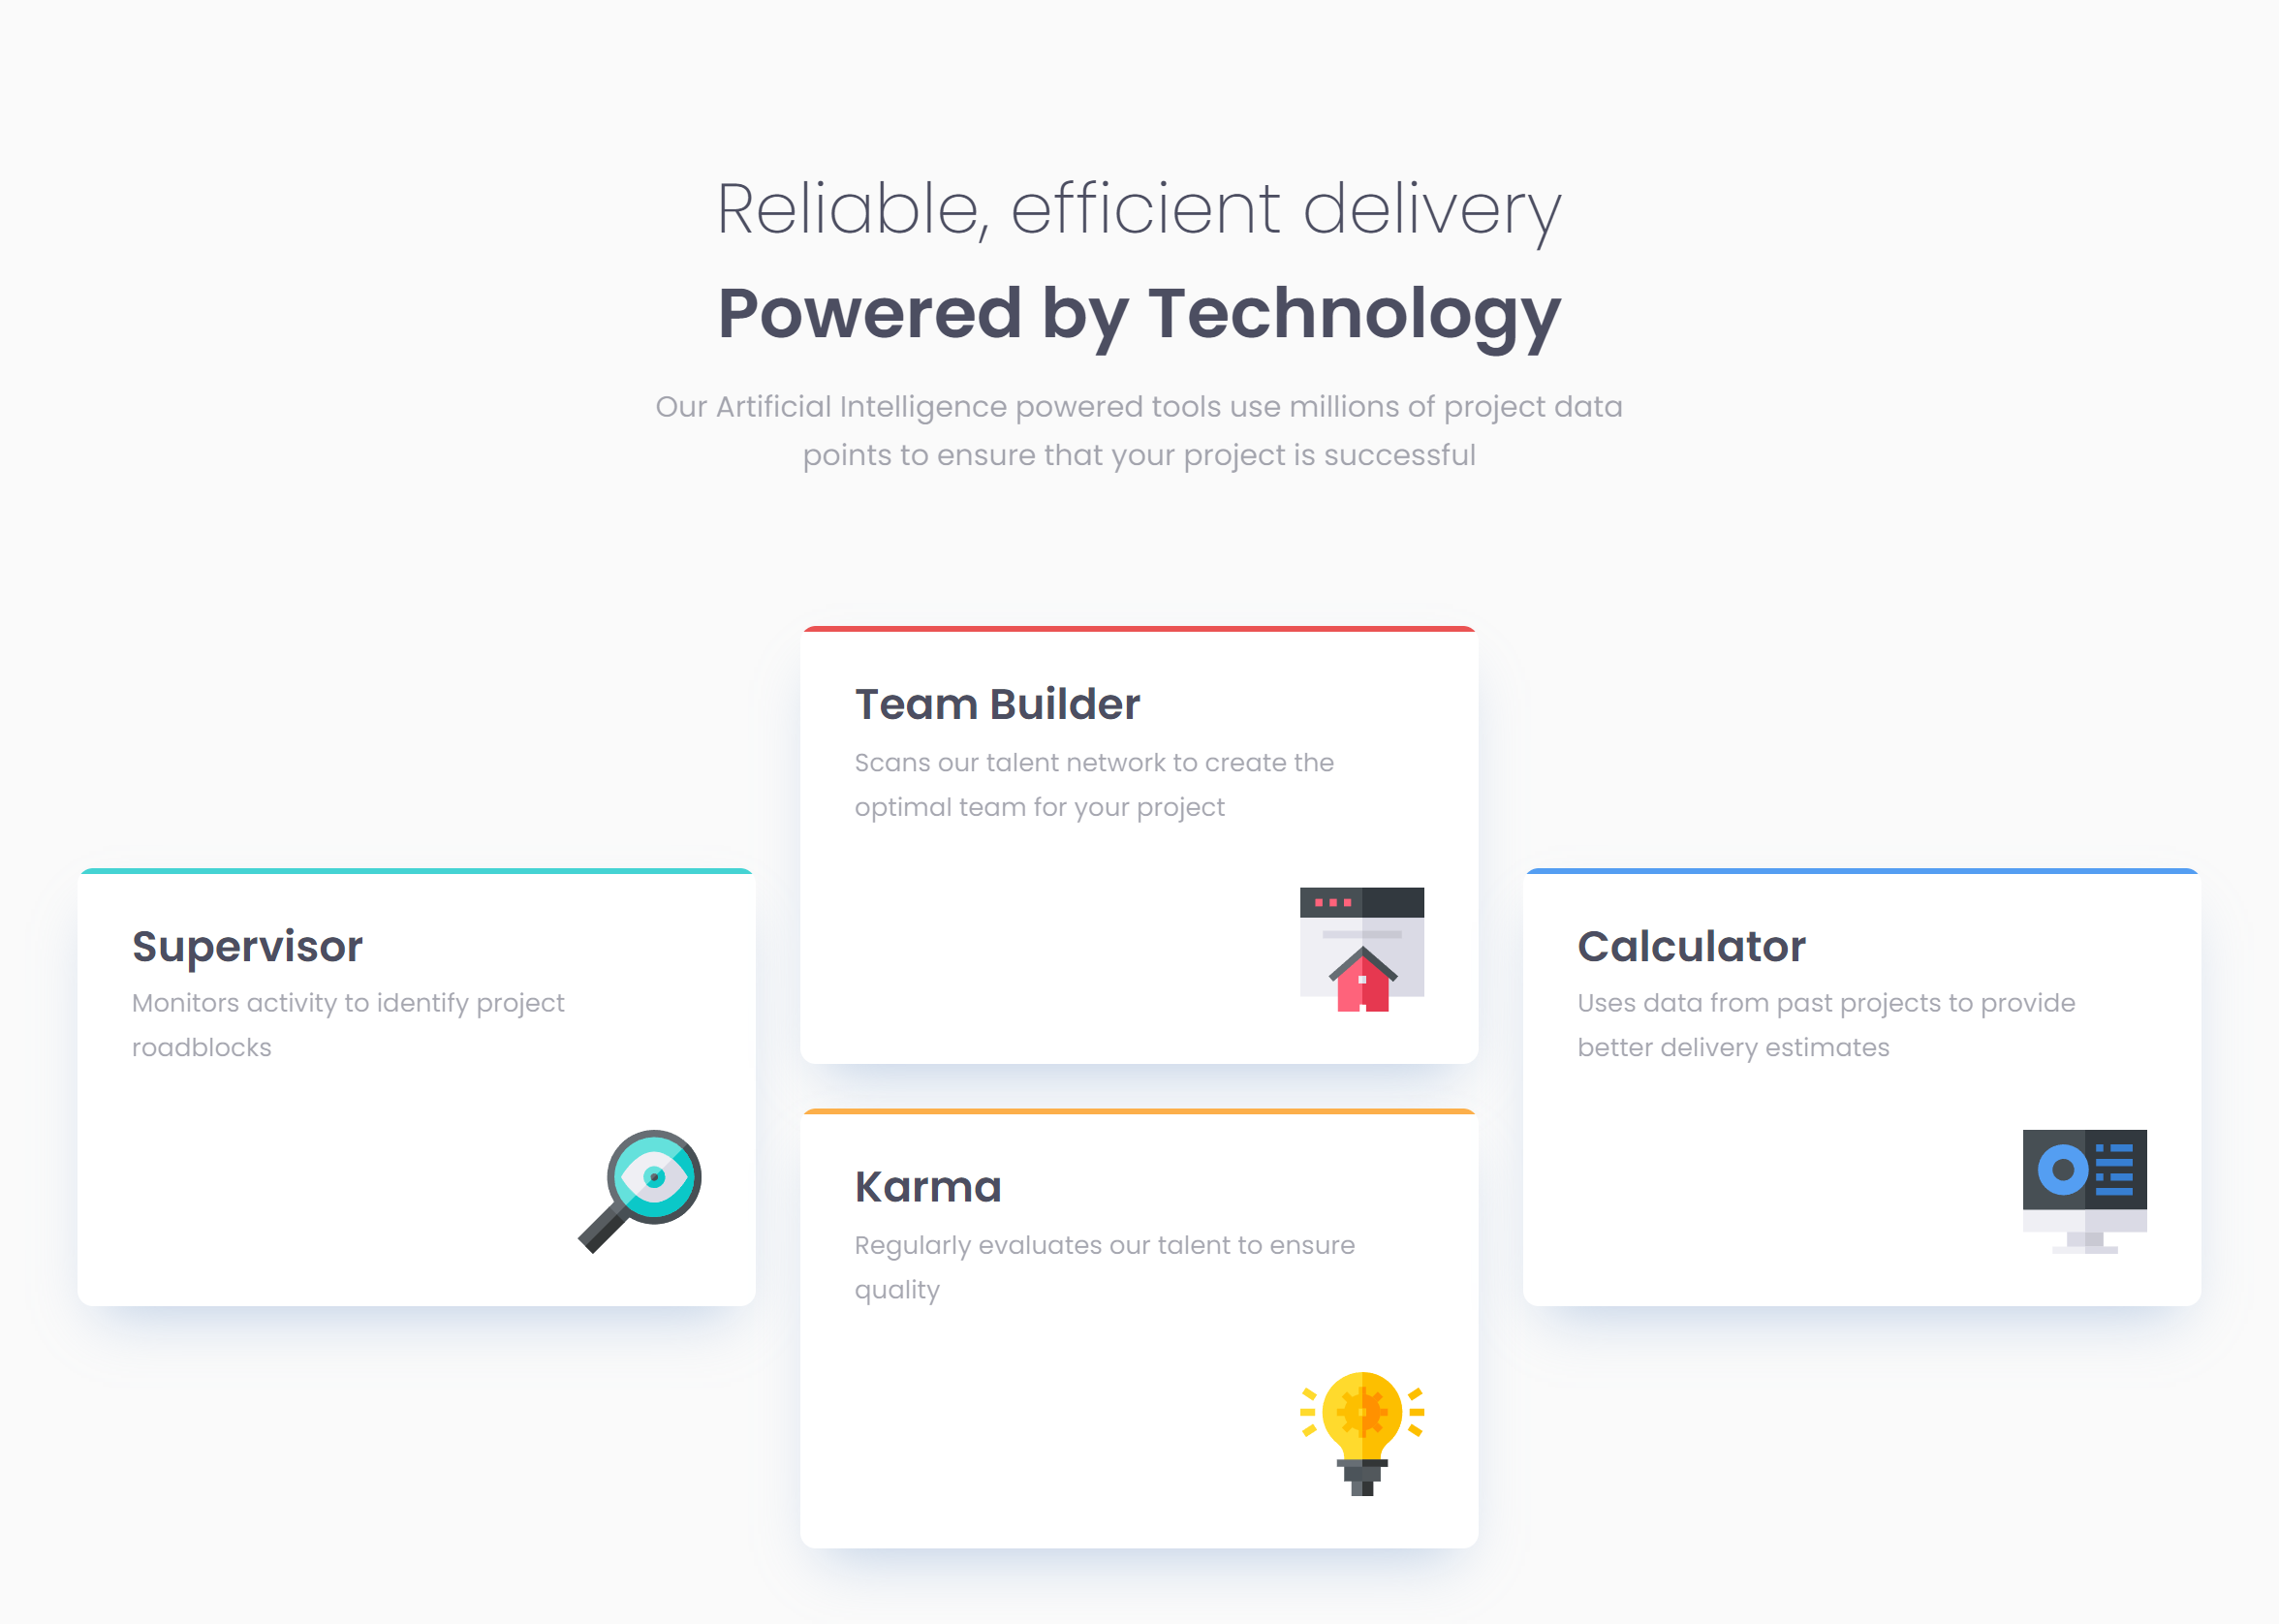 Reliable, efficient delivery
Powered by Technology
Our Artificial Intelligence powered tools use millions of project data
points to ensure that your project is successful
Supervisor
Monitors activity to identify project
roadblocks
Team Builder
Scans our talent network to create the
optimal team for your project
Karma
Regularly evaluates our talent to ensure
quality
Calculator
Uses data from past projects to provide
better delivery estimates